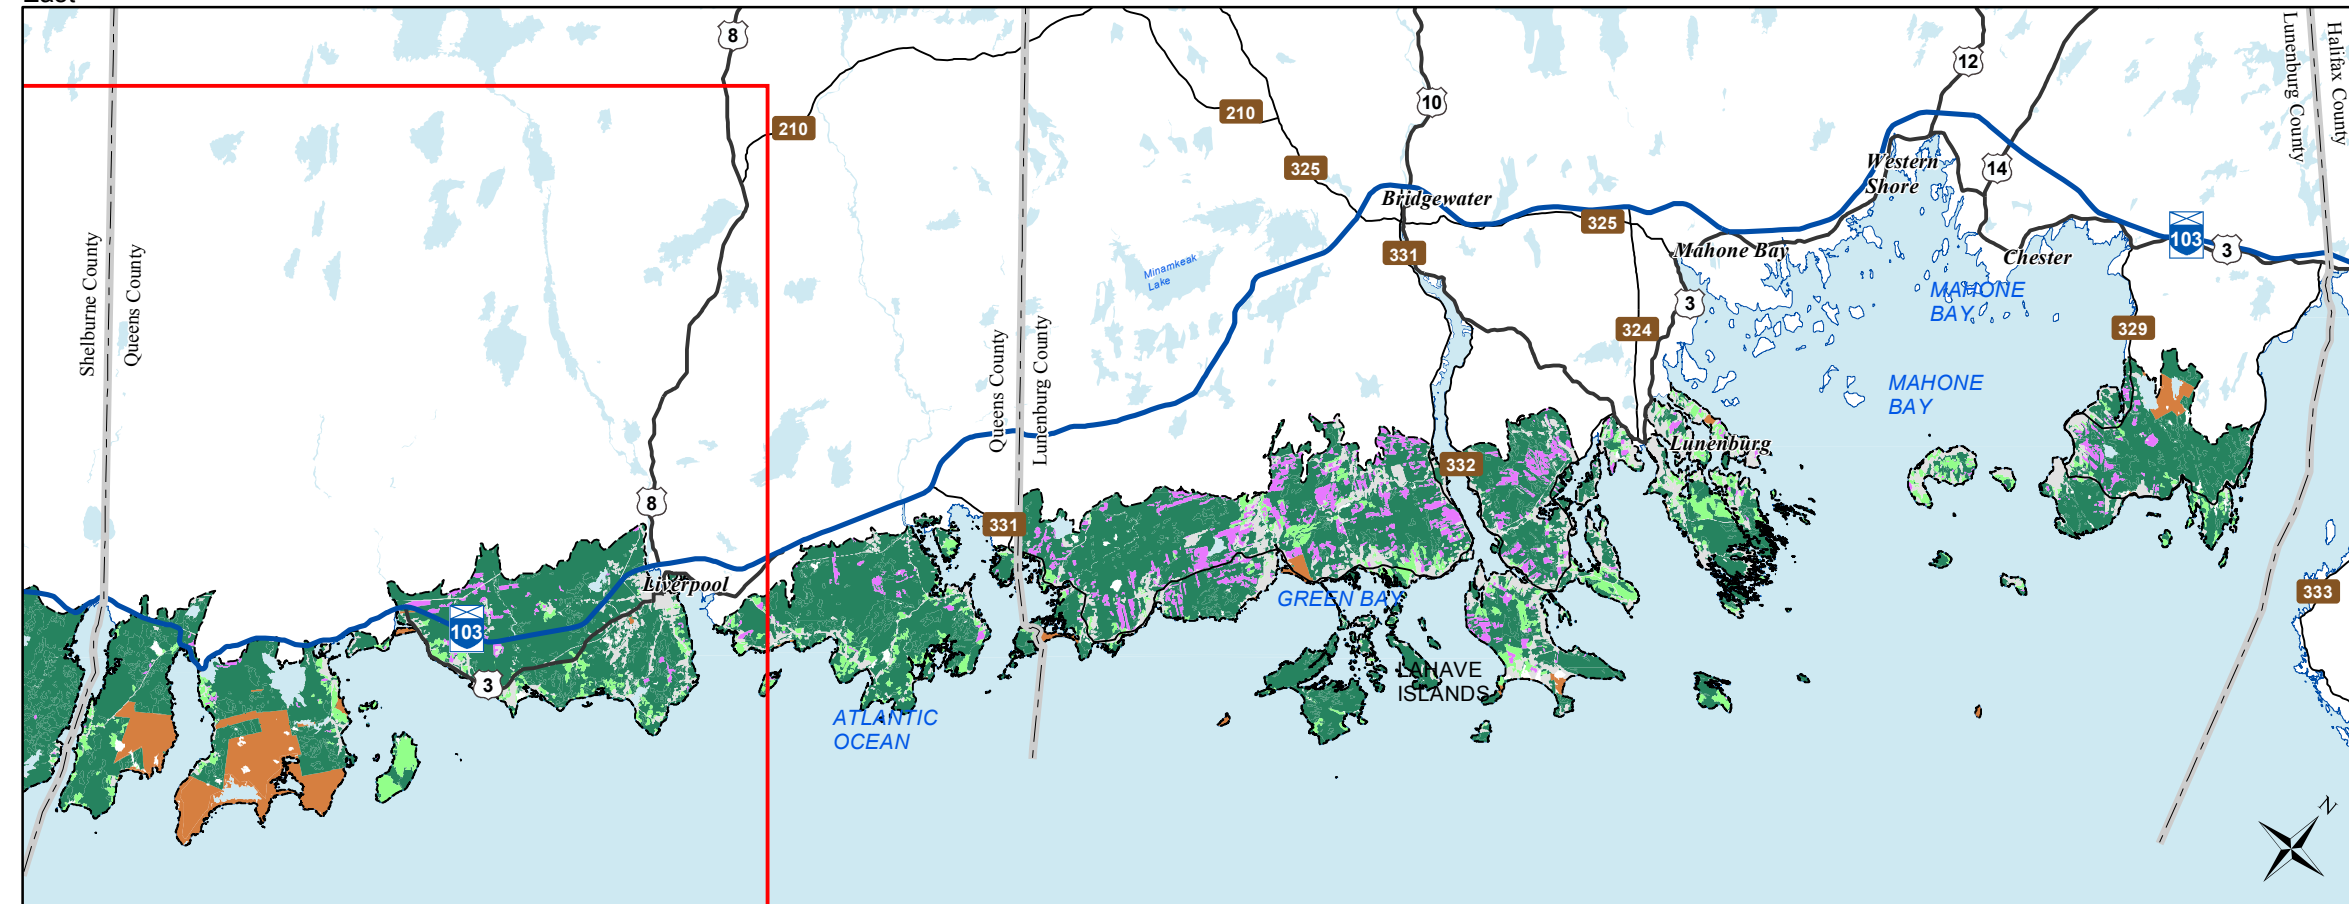 East
8
12
Lunenburg County
Halifax County
10
210
210
325
Western
Shore
14
Bridgewater
325
103
3
331
Mahone Bay
Chester
Shelburne County
Queens County
Minamkeak
Lake
MAHONE
BAY
3
324
329
Queens County
Lunenburg County
MAHONE
BAY
Lunenburg
332
8
331
Liverpool
GREEN BAY
333
103
3
LAHAVE
ISLANDS
ATLANTIC
OCEAN
N